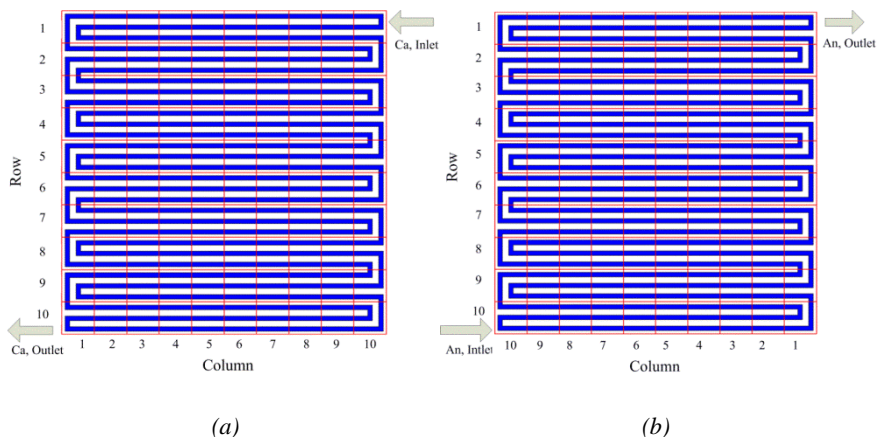 1
2
3
4
5
6
7
8
9
10
Row
Ca, Inlet
Ca, Outlet
1 2 3 4 5 6 7 8 9 10
Column
(a)
1
2
3
4
5
6
7
8
9
10
Row
An, Outlet
An, Intlet
10 9 8 7 6 5 4 3 2 1
Column
(b)